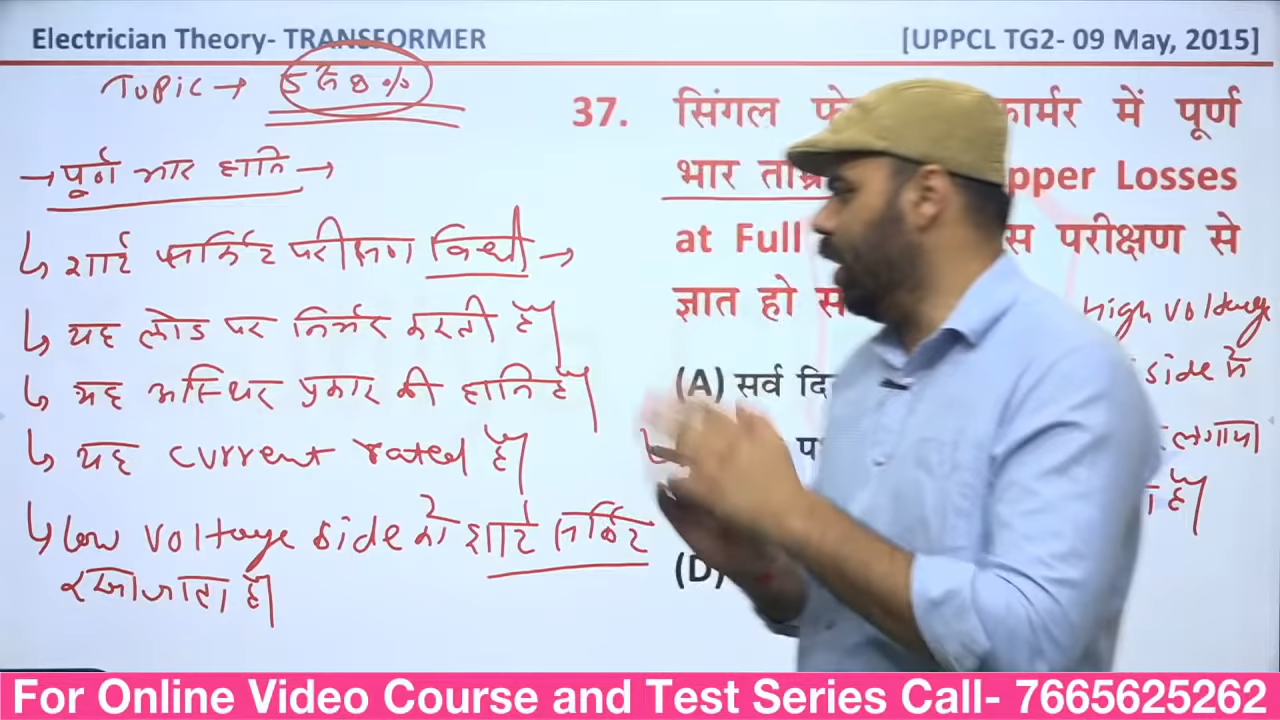 Electrician Theory- TRANSFORMER
[UPPCL TG2- 09 May, 2015]
Topic → 5 से 8 %
→ पूर्ण भार हानि →
↳ शार्ट सर्किट परीक्षण विधी →
↳ यह लोड पर निर्भर करती है।
↳ यह अस्थिर प्रकार की हानि है।
↳ यह current rated है।
↳ low voltage side को शार्ट सर्किट
रखा जाता है।
37. सिंगल में पूर्ण
भार Losses
at Full परीक्षण से
ज्ञात हो
high voltage
(A) सर्व side में
लगाया
है।
(D)
For Online Video Course and Test Series Call- 7665625262